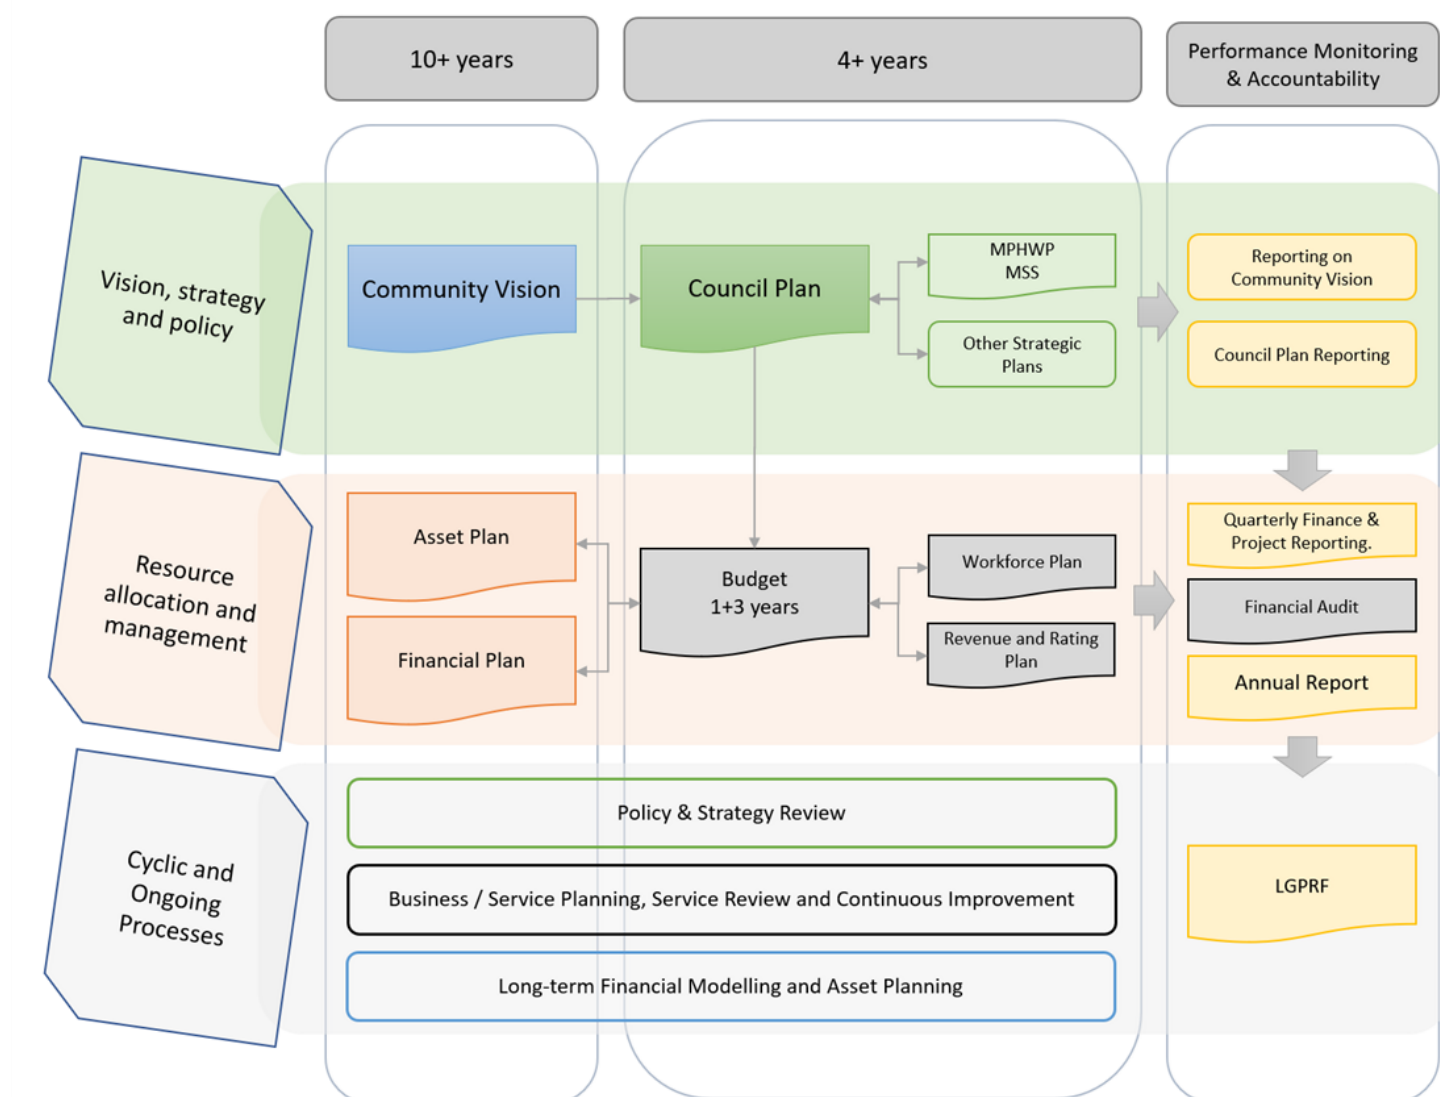 10+ years
4+ years
Performance Monitoring
& Accountability
Vision, strategy
and policy
Community Vision
Council Plan
MPHWP
MSS
Other Strategic
Plans
Reporting on
Community Vision
Council Plan Reporting
Resource
allocation and
management
Asset Plan
Financial Plan
Budget
1+3 years
Workforce Plan
Revenue and Rating
Plan
Quarterly Finance &
Project Reporting.
Financial Audit
Annual Report
Cyclic and
Ongoing
Processes
Policy & Strategy Review
Business / Service Planning, Service Review and Continuous Improvement
Long-term Financial Modelling and Asset Planning
LGPRF